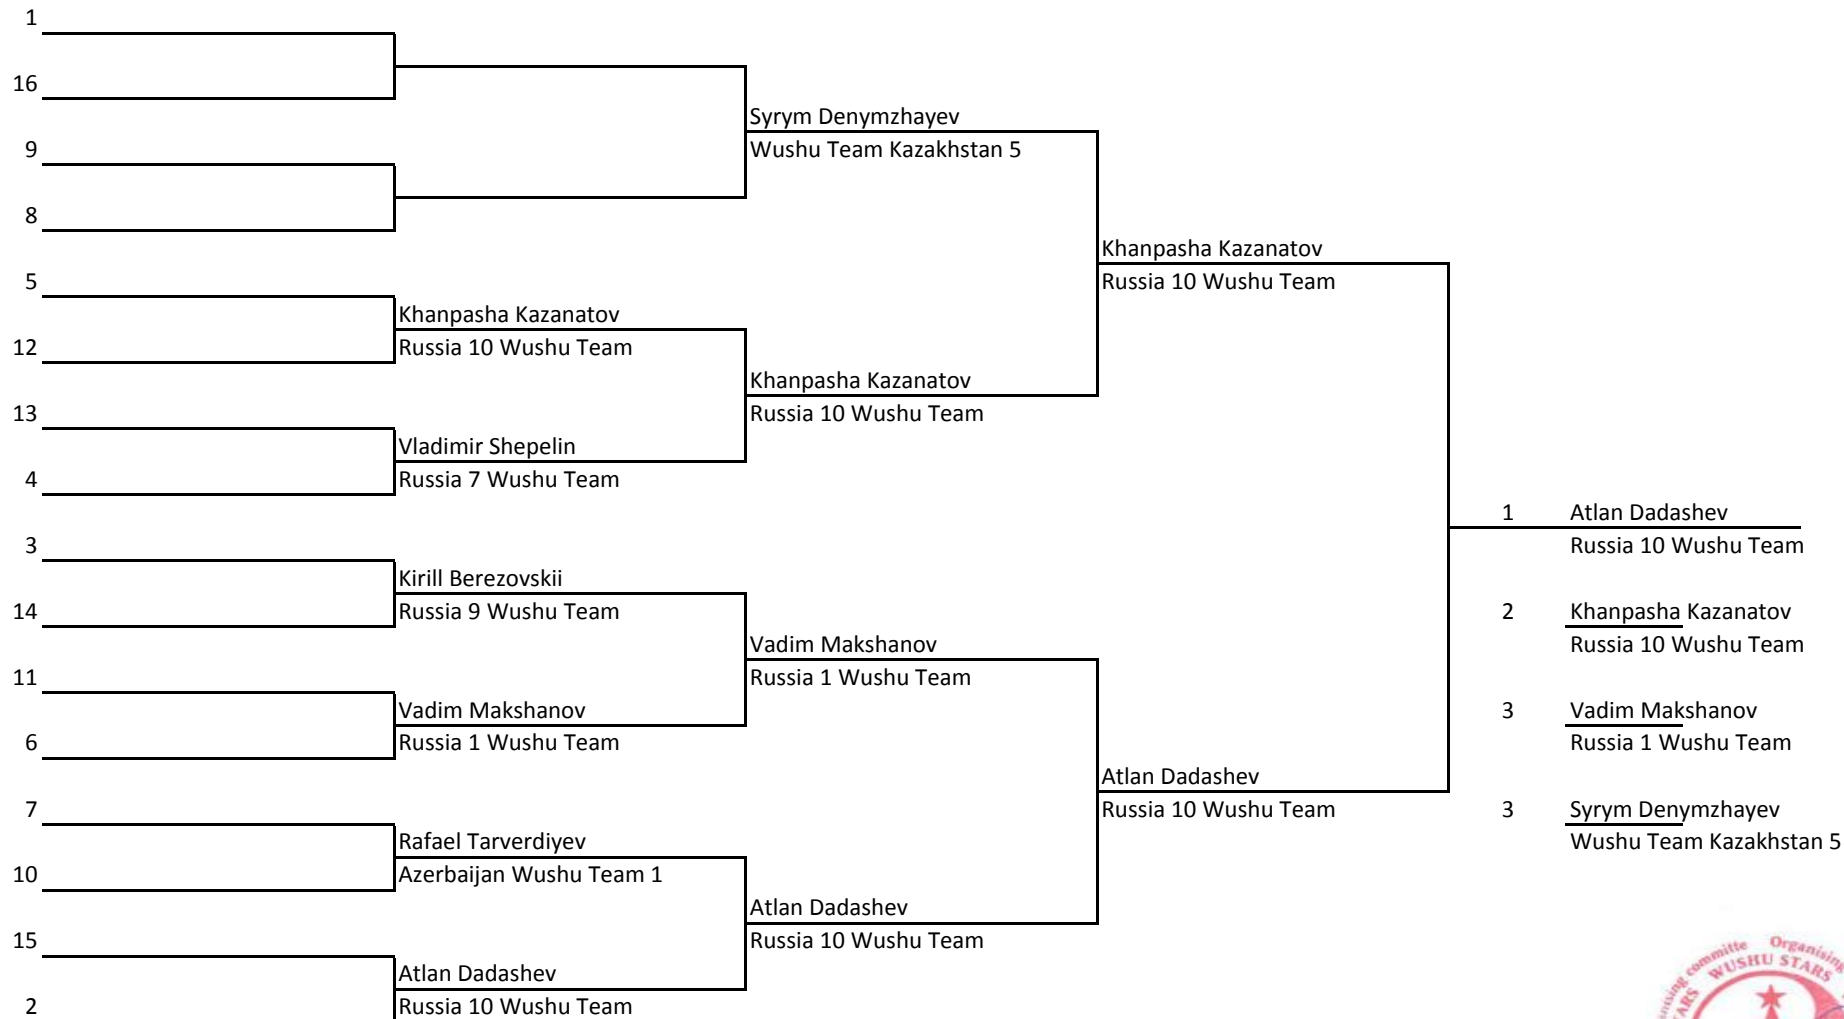 1
16
Syrym Denymzhayev
9
Wushu Team Kazakhstan 5
8
Khanpasha Kazanatov
5
Russia 10 Wushu Team
Khanpasha Kazanatov
12
Russia 10 Wushu Team
Khanpasha Kazanatov
13
Russia 10 Wushu Team
Vladimir Shepelin
4
Russia 7 Wushu Team
1 Atlan Dadashev
3
Russia 10 Wushu Team
Kirill Berezovskii
14
Russia 9 Wushu Team
2 Khanpasha Kazanatov
Vadim Makshanov
Russia 10 Wushu Team
11
Russia 1 Wushu Team
Vadim Makshanov
3 Vadim Makshanov
6
Russia 1 Wushu Team
Russia 1 Wushu Team
Atlan Dadashev
7
Russia 10 Wushu Team
3 Syrym Denymzhayev
Rafael Tarverdiyev
Wushu Team Kazakhstan 5
10
Azerbaijan Wushu Team 1
Atlan Dadashev
15
Russia 10 Wushu Team
Atlan Dadashev
2
Russia 10 Wushu Team
committe Organising
WUSHU STARS